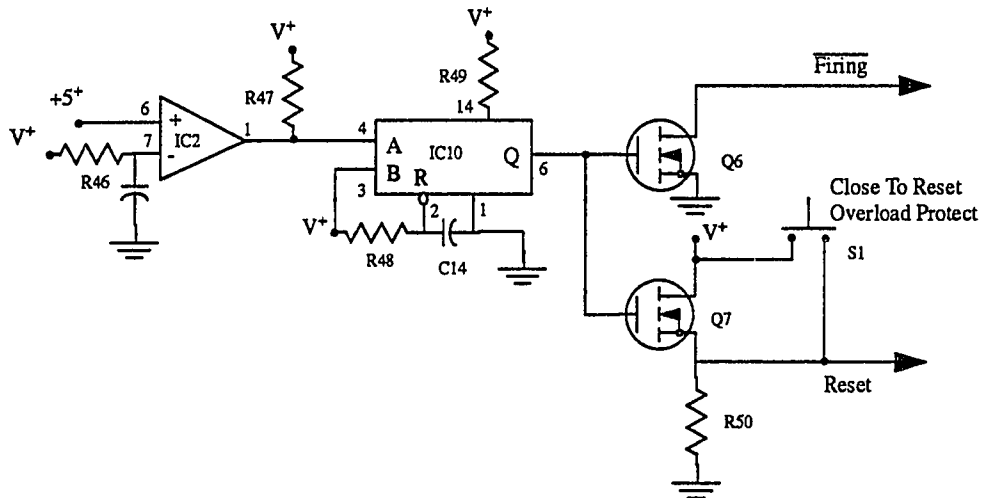 V+
V+
Firing
R49
R47
+5+
6
14
V+
+
IC2
1
4
7
-
A
IC10
Q
R46
B
R
6
Q6
3
2
1
Close To Reset
Overload Protect
V+
V+
R48
C14
S1
Q7
Reset
R50